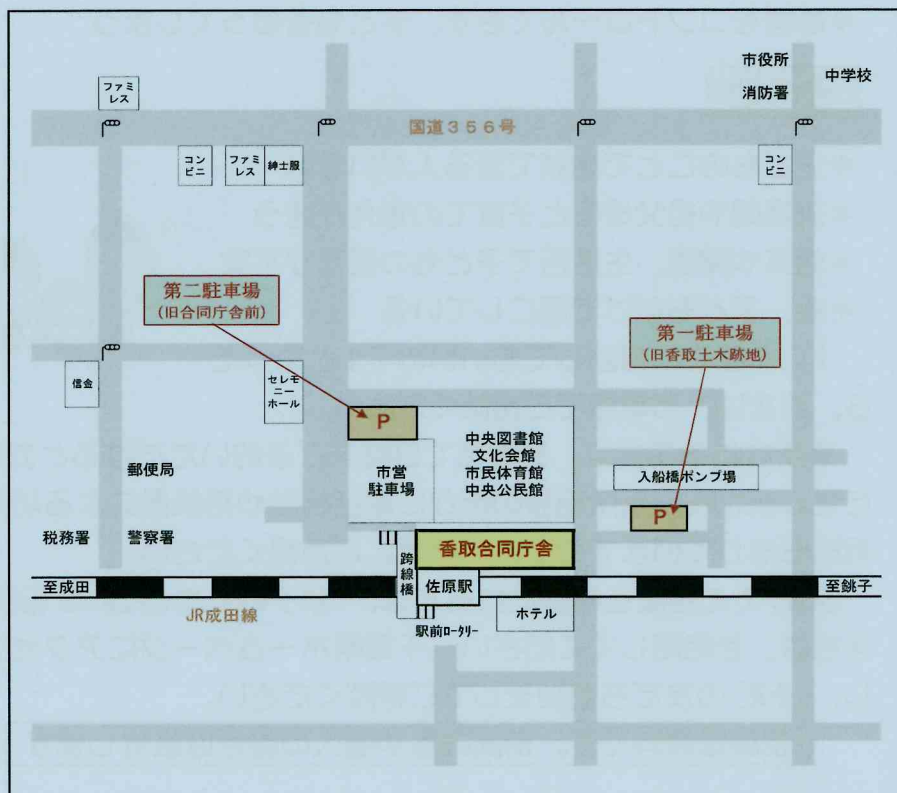 市役所
中学校
消防署
ファミ
レス
国道356号
コン
ビニ
ファミ
レス
紳士服
コン
ビニ
第二駐車場
(旧合同庁舎前)
第一駐車場
(旧香取土木跡地)
信金
セレモ
ニー
ホール
P
中央図書館
文化会館
市民体育館
中央公民館
市営
駐車場
郵便局
入船橋ポンプ場
P
税務署
警察署
香取合同庁舎
跨線橋
至成田
佐原駅
至銚子
JR成田線
ホテル
駅前ロータリー